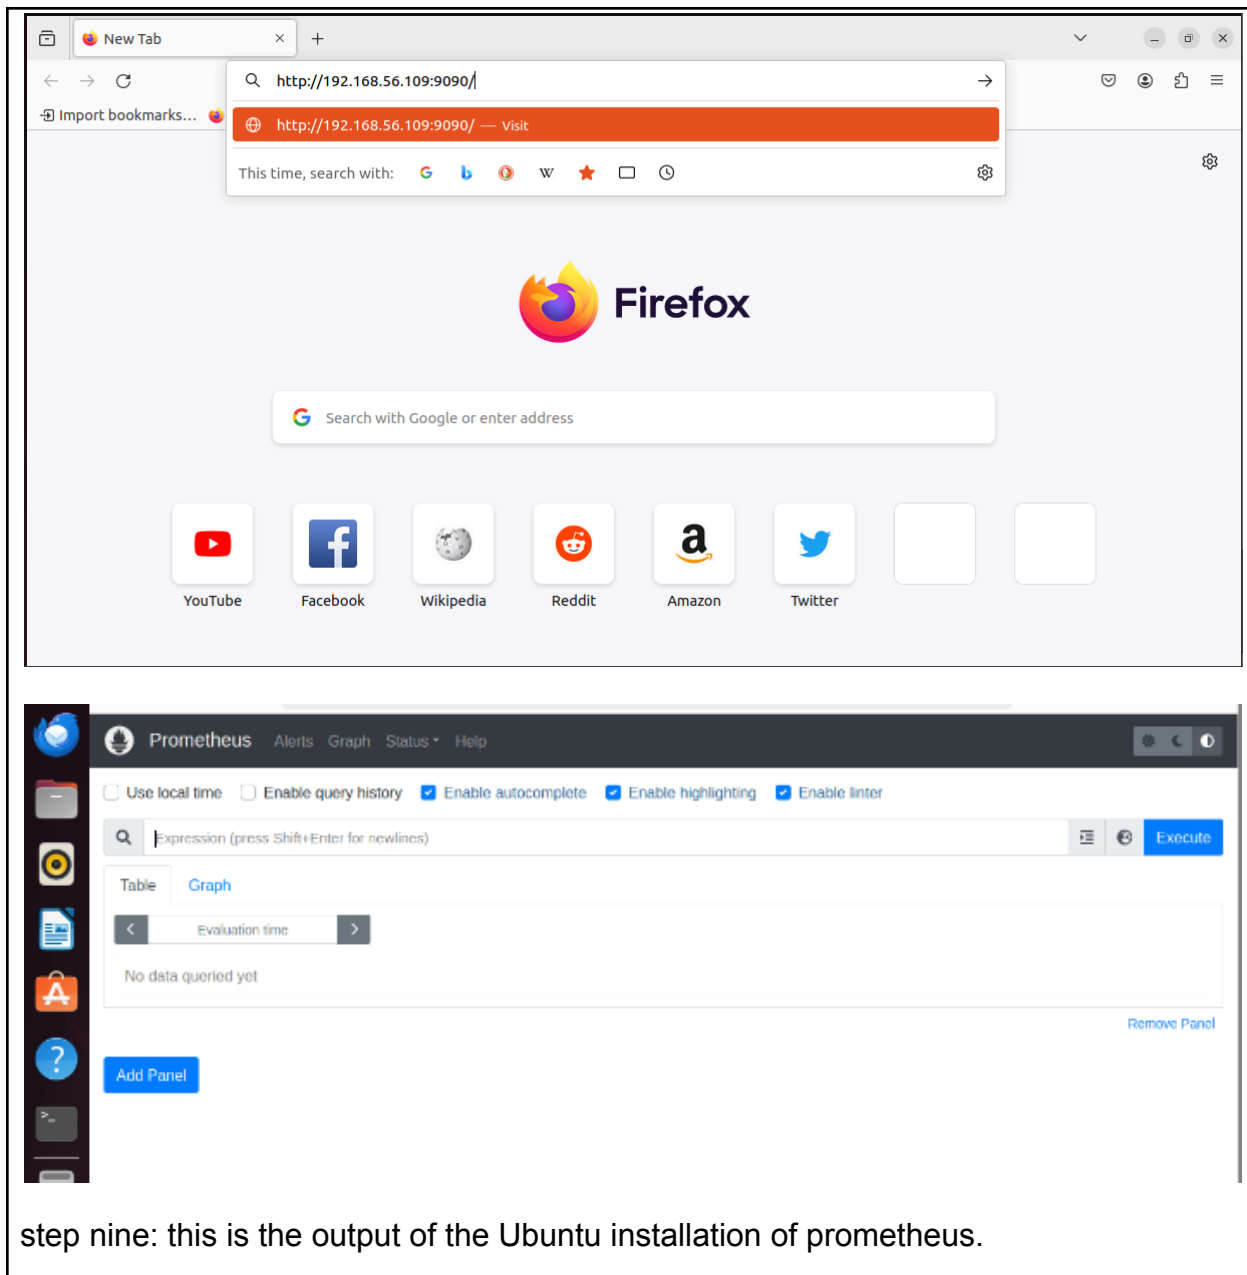 New Tab
http://192.168.56.109:9090/
Import bookmarks...
http://192.168.56.109:9090/ — Visit
This time, search with:
Firefox
Search with Google or enter address
YouTube Facebook Wikipedia Reddit Amazon Twitter
Prometheus Alerts Graph Status Help
Use local time Enable query history Enable autocomplete Enable highlighting Enable linter
Expression (press Shift+Enter for newlines) Execute
Table Graph
Evaluation time
No data queried yet
Remove Panel
Add Panel
step nine: this is the output of the Ubuntu installation of prometheus.